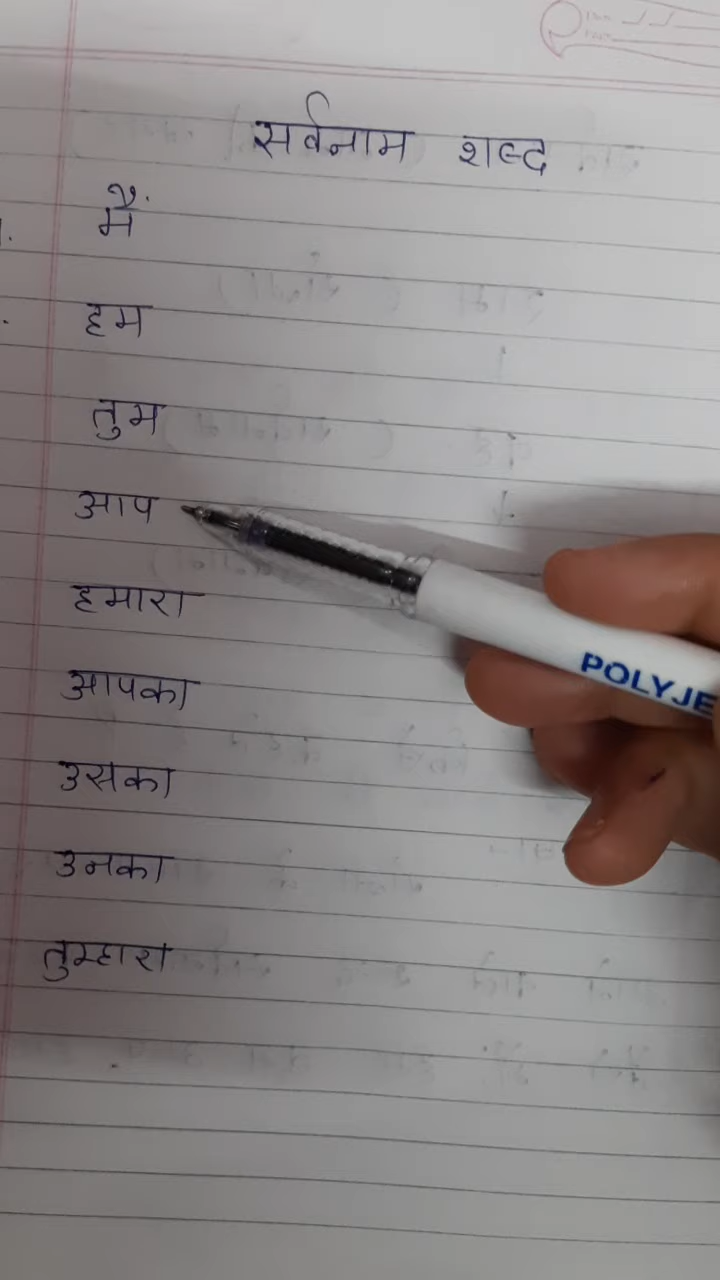 सर्वनाम शब्द
मैं
हम
तुम
आप
हमारा
आपका
उसका
उनका
तुम्हारा
POLYJE